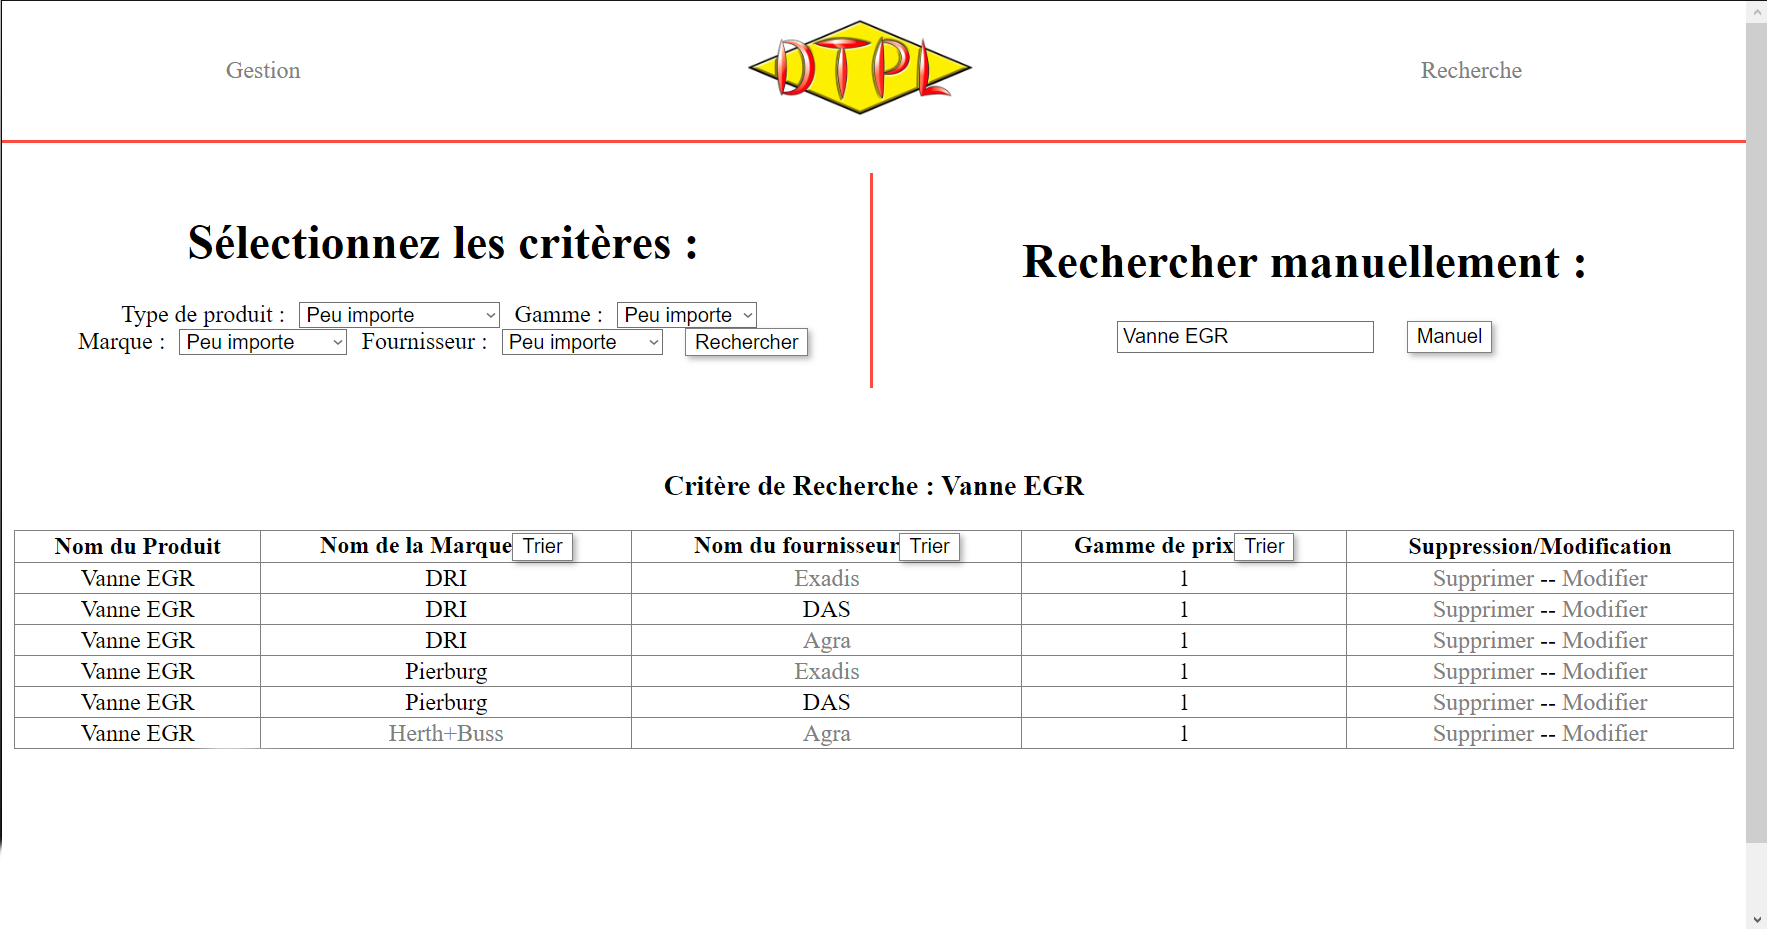 Gestion
DTPL
Recherche
Sélectionnez les critères :
Type de produit : Peu importe Gamme : Peu importe
Marque : Peu importe Fournisseur : Peu importe Rechercher
Rechercher manuellement :
Vanne EGR Manuel
Critère de Recherche : Vanne EGR
Nom du Produit Nom de la Marque Trier Nom du fournisseur Trier Gamme de prix Trier Suppression/Modification
Vanne EGR DRI Exadis 1 Supprimer -- Modifier
Vanne EGR DRI DAS 1 Supprimer -- Modifier
Vanne EGR DRI Agra 1 Supprimer -- Modifier
Vanne EGR Pierburg Exadis 1 Supprimer -- Modifier
Vanne EGR Pierburg DAS 1 Supprimer -- Modifier
Vanne EGR Herth+Buss Agra 1 Supprimer -- Modifier